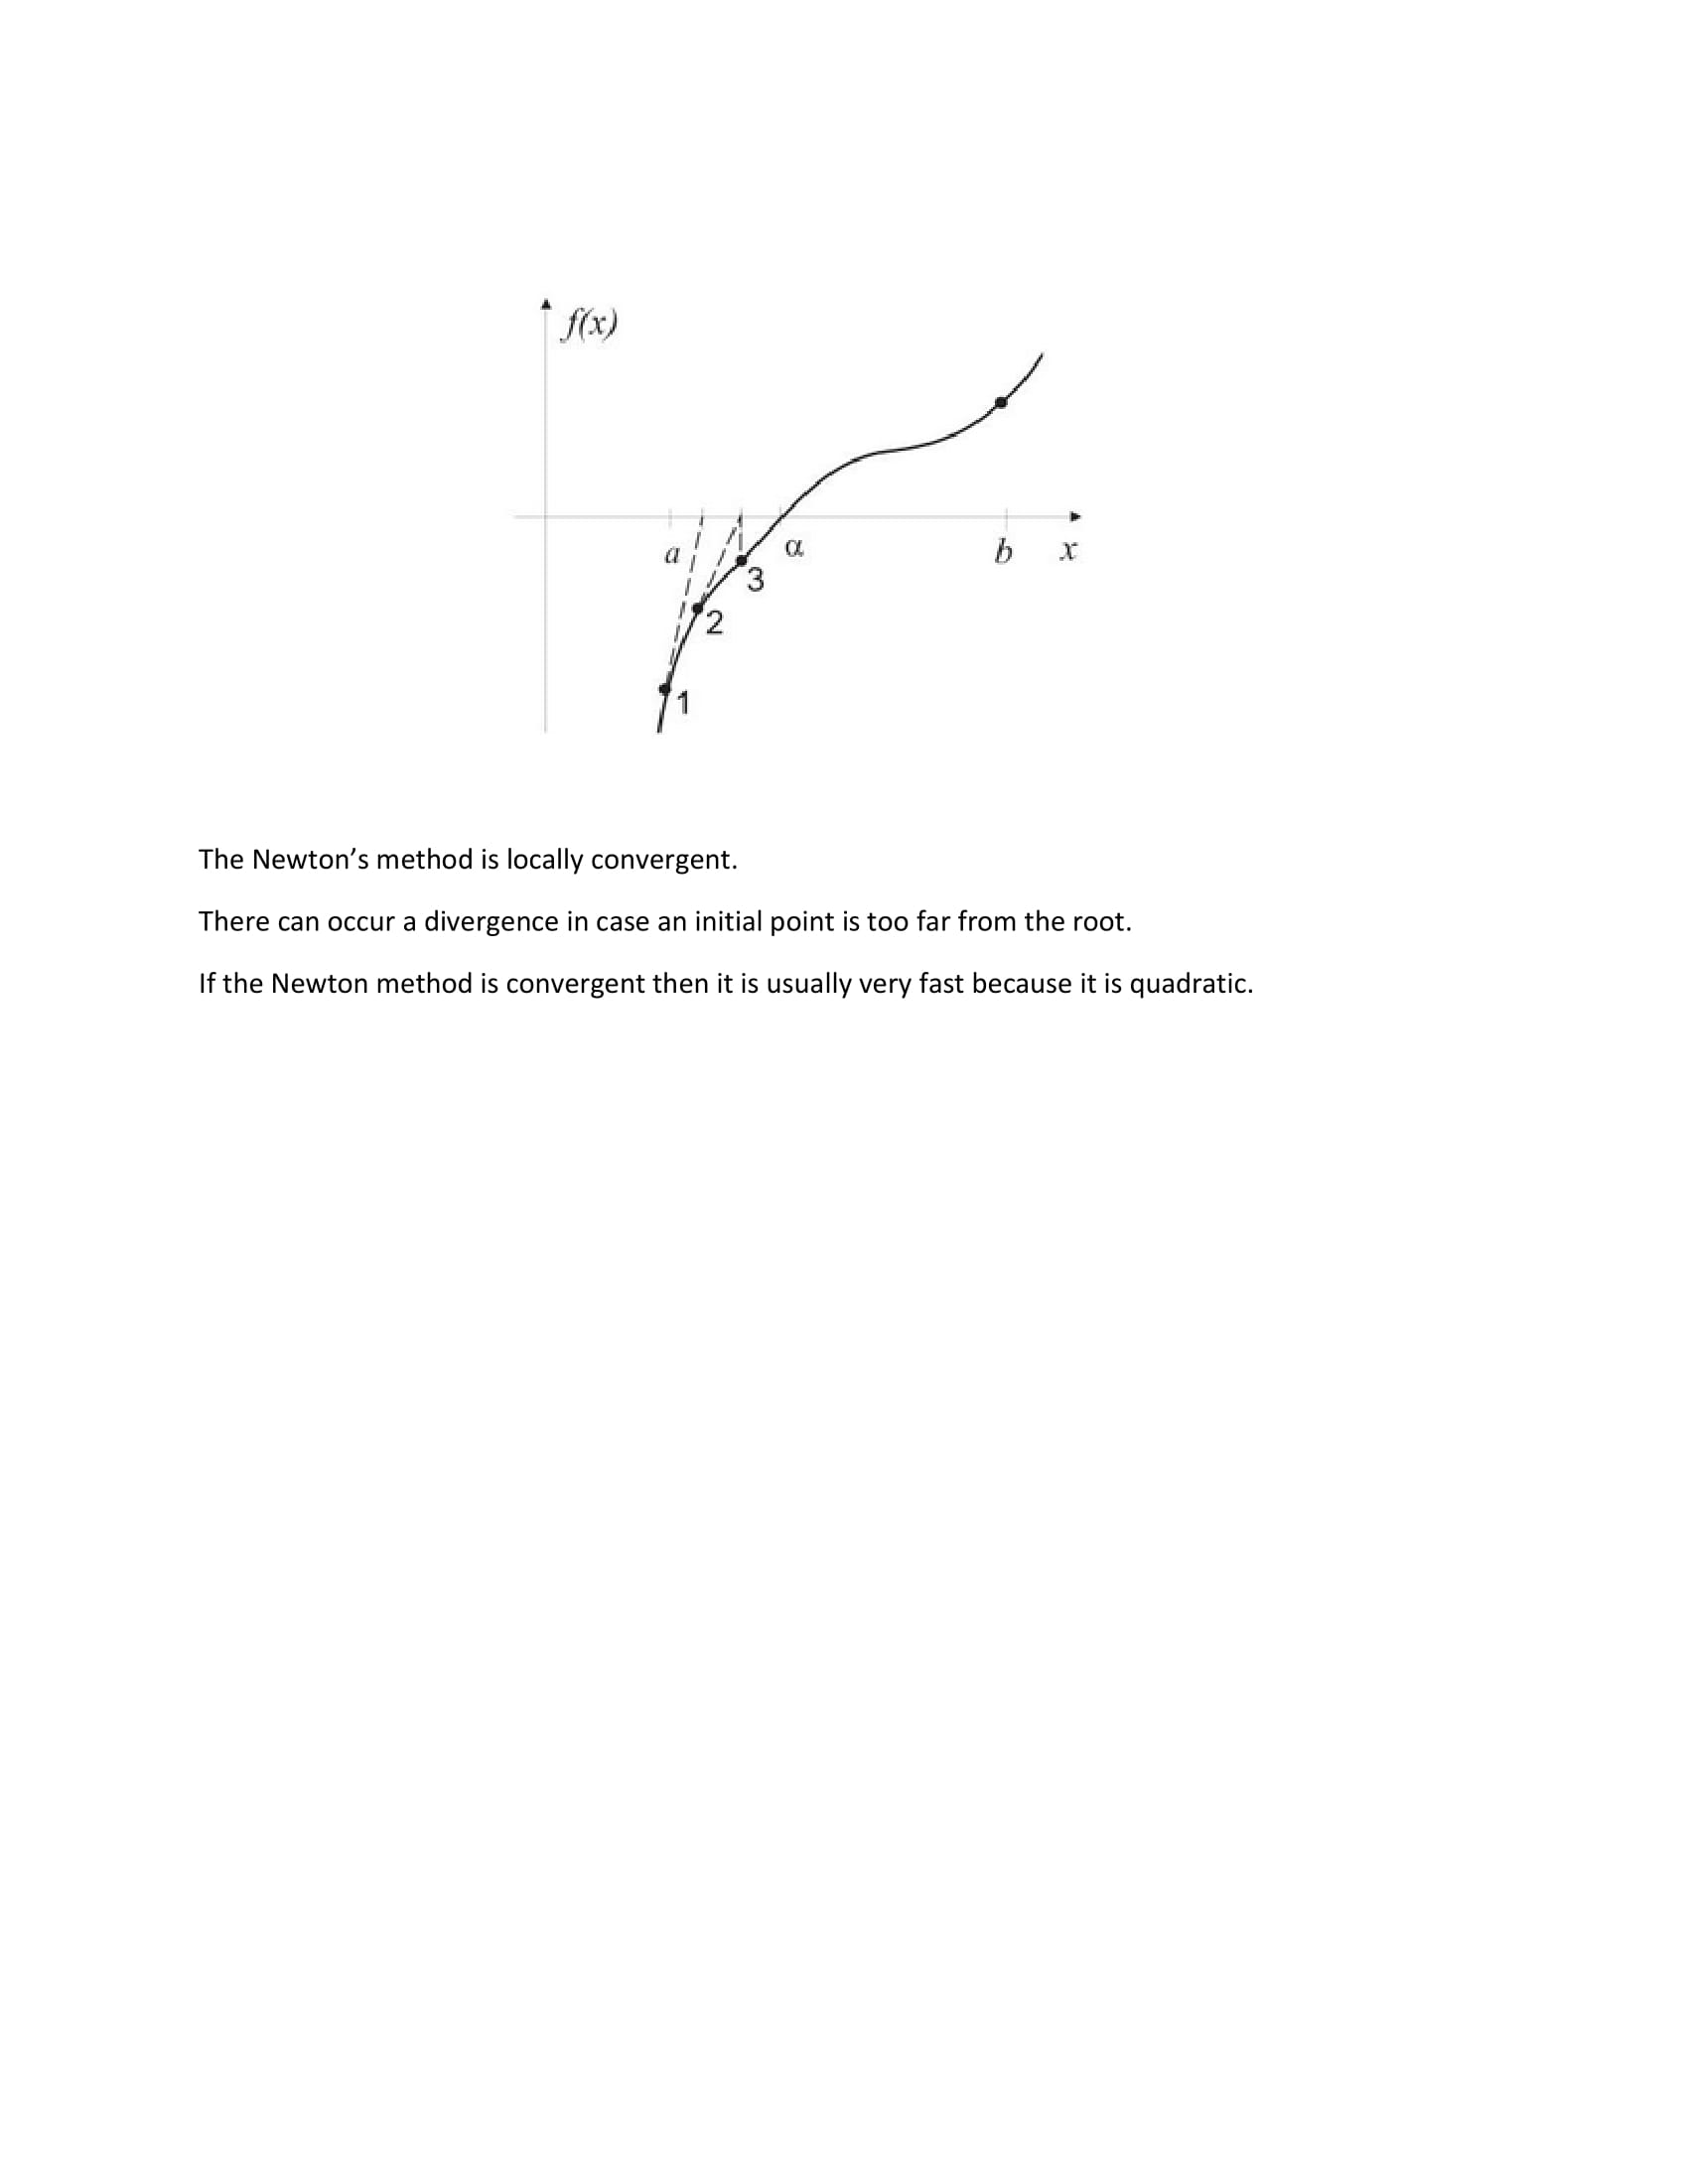 f(x)
a
α
b
x
3
2
1
The Newton’s method is locally convergent.
There can occur a divergence in case an initial point is too far from the root.
If the Newton method is convergent then it is usually very fast because it is quadratic.